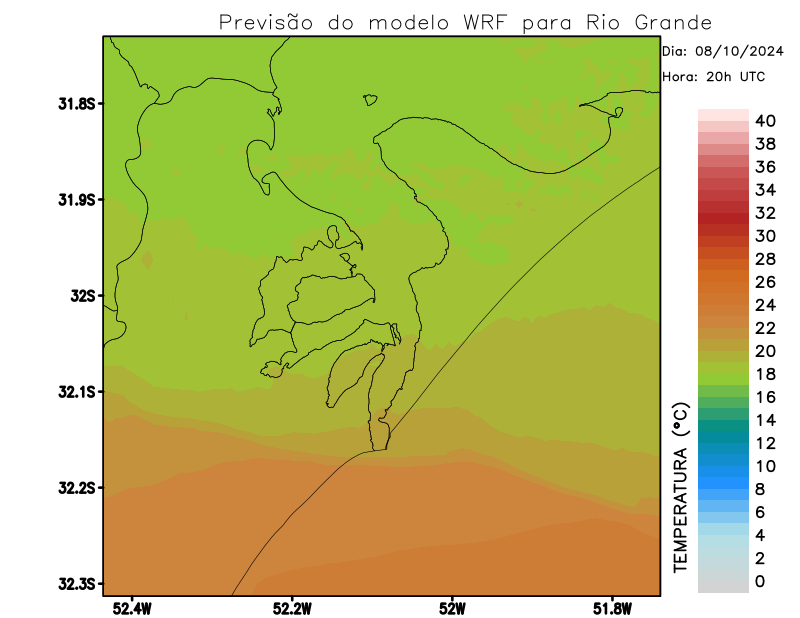 Previsão do modelo WRF para Rio Grande
Dia: 08/10/2024
Hora: 20h UTC
31.8S
31.9S
32S
32.1S
32.2S
32.3S
52.4W
52.2W
52W
51.8W
TEMPERATURA (°C)
40
38
36
34
32
30
28
26
24
22
20
18
16
14
12
10
8
6
4
2
0